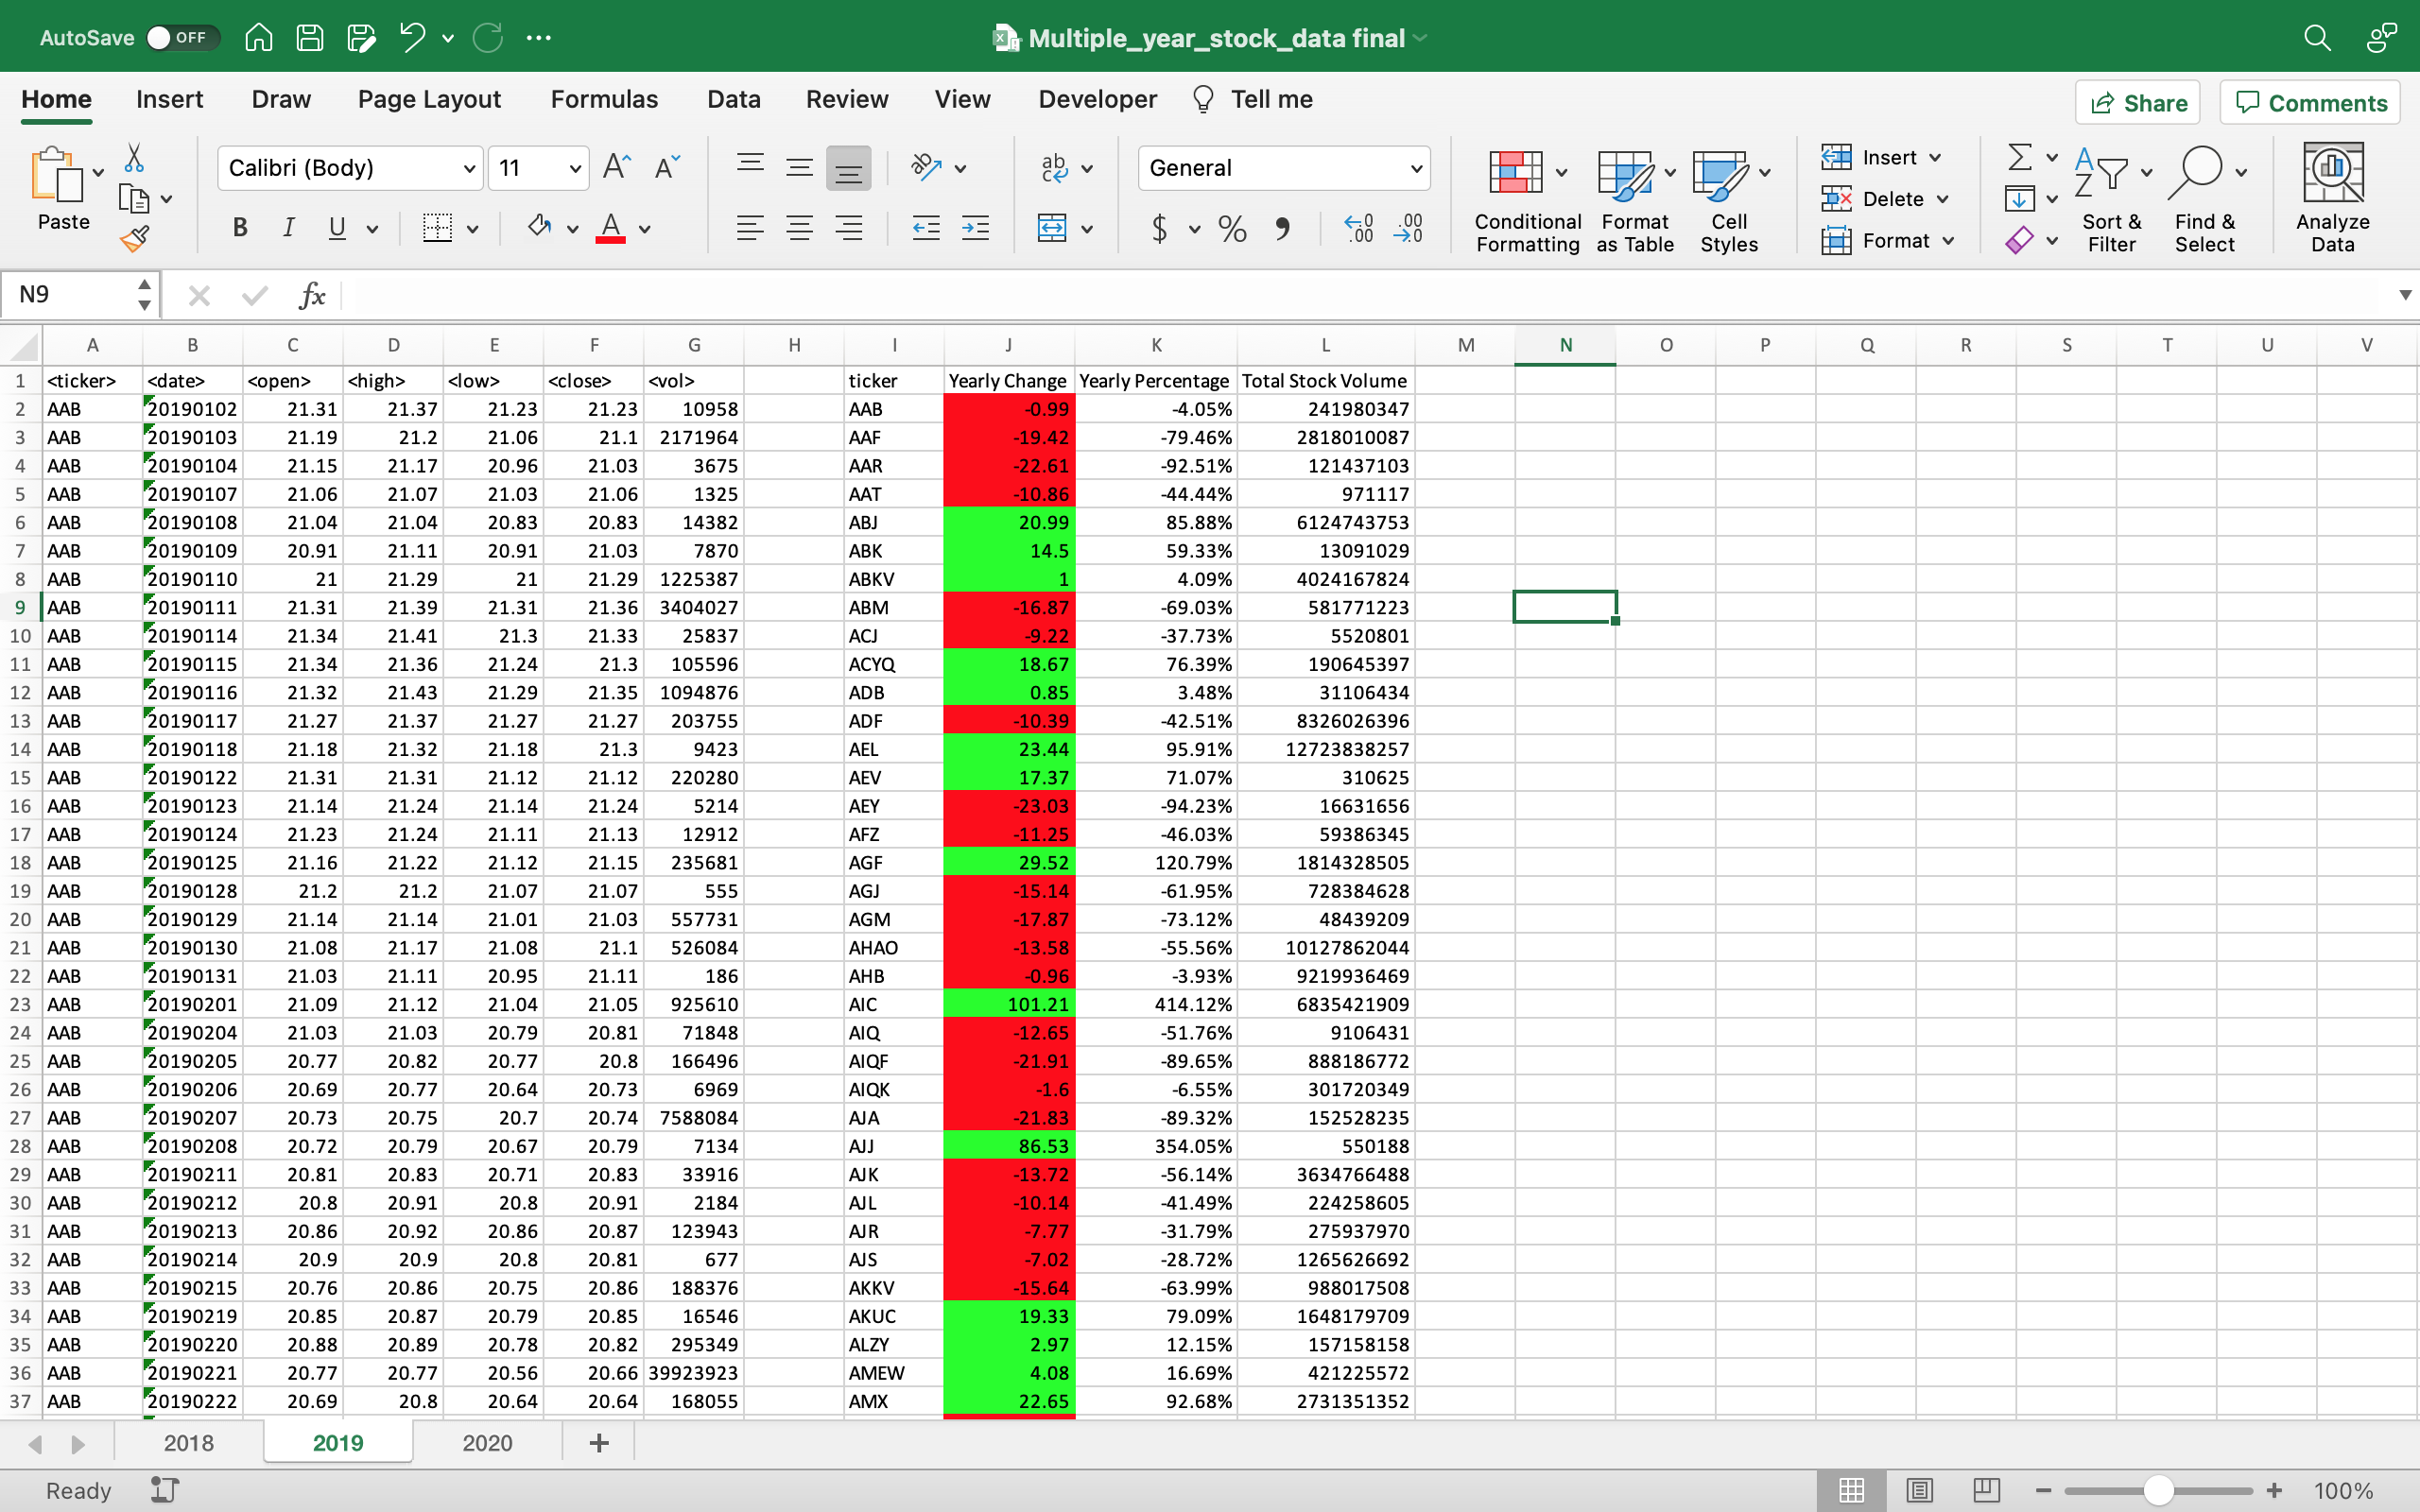 AutoSave OFF Multiple_year_stock_data final
Home Insert Draw Page Layout Formulas Data Review View Developer Tell me Share Comments
Paste Calibri (Body) 11 General Conditional Formatting Format as Table Cell Styles Insert Delete Format Sort & Filter Find & Select Analyze Data
N9 fx
A B C D E F G H I J K L M N O P Q R S T U V
1 <ticker> <date> <open> <high> <low> <close> <vol> ticker Yearly Change Yearly Percentage Total Stock Volume
2 AAB 20190102 21.31 21.37 21.23 21.23 10958 AAB -0.99 -4.05% 241980347
3 AAB 20190103 21.19 21.2 21.06 21.1 2171964 AAF -19.42 -79.46% 2818010087
4 AAB 20190104 21.15 21.17 20.96 21.03 3675 AAR -22.61 -92.51% 121437103
5 AAB 20190107 21.06 21.07 21.03 21.06 1325 AAT -10.86 -44.44% 971117
6 AAB 20190108 21.04 21.04 20.83 20.83 14382 ABJ 20.99 85.88% 6124743753
7 AAB 20190109 20.91 21.11 20.91 21.03 7870 ABK 14.5 59.33% 13091029
8 AAB 20190110 21 21.29 21 21.29 1225387 ABKV 1 4.09% 4024167824
9 AAB 20190111 21.31 21.39 21.31 21.36 3404027 ABM -16.87 -69.03% 581771223
10 AAB 20190114 21.34 21.41 21.3 21.33 25837 ACJ -9.22 -37.73% 5520801
11 AAB 20190115 21.34 21.36 21.24 21.3 105596 ACYQ 18.67 76.39% 190645397
12 AAB 20190116 21.32 21.43 21.29 21.35 1094876 ADB 0.85 3.48% 31106434
13 AAB 20190117 21.27 21.37 21.27 21.27 203755 ADF -10.39 -42.51% 8326026396
14 AAB 20190118 21.18 21.32 21.18 21.3 9423 AEL 23.44 95.91% 12723838257
15 AAB 20190122 21.31 21.31 21.12 21.12 220280 AEV 17.37 71.07% 310625
16 AAB 20190123 21.14 21.24 21.14 21.24 5214 AEY -23.03 -94.23% 16631656
17 AAB 20190124 21.23 21.24 21.11 21.13 12912 AFZ -11.25 -46.03% 59386345
18 AAB 20190125 21.16 21.22 21.12 21.15 235681 AGF 29.52 120.79% 1814328505
19 AAB 20190128 21.2 21.2 21.07 21.07 555 AGJ -15.14 -61.95% 728384628
20 AAB 20190129 21.14 21.14 21.01 21.03 557731 AGM -17.87 -73.12% 48439209
21 AAB 20190130 21.08 21.17 21.08 21.1 526084 AHAO -13.58 -55.56% 10127862044
22 AAB 20190131 21.03 21.11 20.95 21.11 186 AHB -0.96 -3.93% 9219936469
23 AAB 20190201 21.09 21.12 21.04 21.05 925610 AIC 101.21 414.12% 6835421909
24 AAB 20190204 21.03 21.03 20.79 20.81 71848 AIQ -12.65 -51.76% 9106431
25 AAB 20190205 20.77 20.82 20.77 20.8 166496 AIQF -21.91 -89.65% 888186772
26 AAB 20190206 20.69 20.77 20.64 20.73 6969 AIQK -1.6 -6.55% 301720349
27 AAB 20190207 20.73 20.75 20.7 20.74 7588084 AJA -21.83 -89.32% 152528235
28 AAB 20190208 20.72 20.79 20.67 20.79 7134 AJJ 86.53 354.05% 550188
29 AAB 20190211 20.81 20.83 20.71 20.83 33916 AJK -13.72 -56.14% 3634766488
30 AAB 20190212 20.8 20.91 20.8 20.91 2184 AJL -10.14 -41.49% 224258605
31 AAB 20190213 20.86 20.92 20.86 20.87 123943 AJR -7.77 -31.79% 275937970
32 AAB 20190214 20.9 20.9 20.8 20.81 677 AJS -7.02 -28.72% 1265626692
33 AAB 20190215 20.76 20.86 20.75 20.86 188376 AKKV -15.64 -63.99% 988017508
34 AAB 20190219 20.85 20.87 20.79 20.85 16546 AKUC 19.33 79.09% 1648179709
35 AAB 20190220 20.88 20.89 20.78 20.82 295349 ALZY 2.97 12.15% 157158158
36 AAB 20190221 20.77 20.77 20.56 20.66 39923923 AMEW 4.08 16.69% 421225572
37 AAB 20190222 20.69 20.8 20.64 20.64 168055 AMX 22.65 92.68% 2731351352
2018 2019 2020 +
Ready 100%